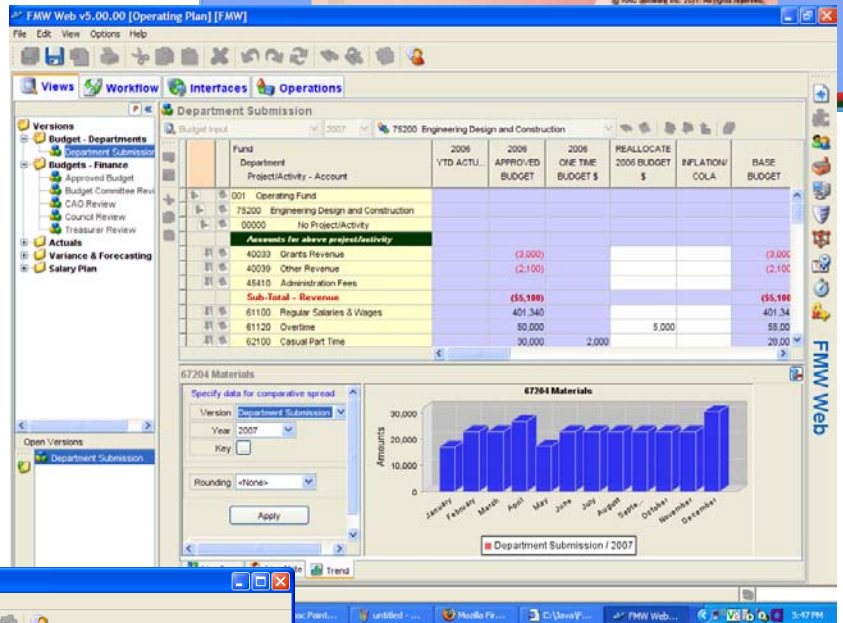 FMW Web v5.00.00 [Operating Plan] [FMW]
File Edit View Options Help
Views Workflow Interfaces Operations
Versions
Budget - Departments
Department Submission
Budgets - Finance
Approved Budget
Budget Committee Revi
CAO Review
Council Review
Treasurer Review
Actuals
Variance & Forecasting
Salary Plan
Open Versions
Department Submission
Department Submission
Budget Input 2007 75200 Engineering Design and Construction
Fund
Department
Project/Activity - Account
2006 YTD ACTU...
2006 APPROVED BUDGET
2006 ONE TIME BUDGET $
REALLOCATE 2006 BUDGET $
INFLATION/ COLA
BASE BUDGET
001 Operating Fund
75200 Engineering Design and Construction
00000 No Project/Activity
Accounts for above project/activity
40033 Grants Revenue (3,000) (3,000
40039 Other Revenue (2,100) (2,100
45410 Administration Fees
Sub-Total - Revenue ($5,100) ($5,100
61100 Regular Salaries & Wages 401,340 401,34
61120 Overtime 50,000 5,000 55,00
62100 Casual Part Time 30,000 2,000 28,00
67204 Materials
Specify data for comparative spread
Version Department Submission
Year 2007
Key ...
Rounding <None>
Apply
67204 Materials
Amounts
30,000
20,000
10,000
0
January February March April May June July August Septe... October November December
Department Submission / 2007
Trend
FMW Web
untitled - ... Mozilla Fir... C:\Java\F... FMW Web... 3:47 PM